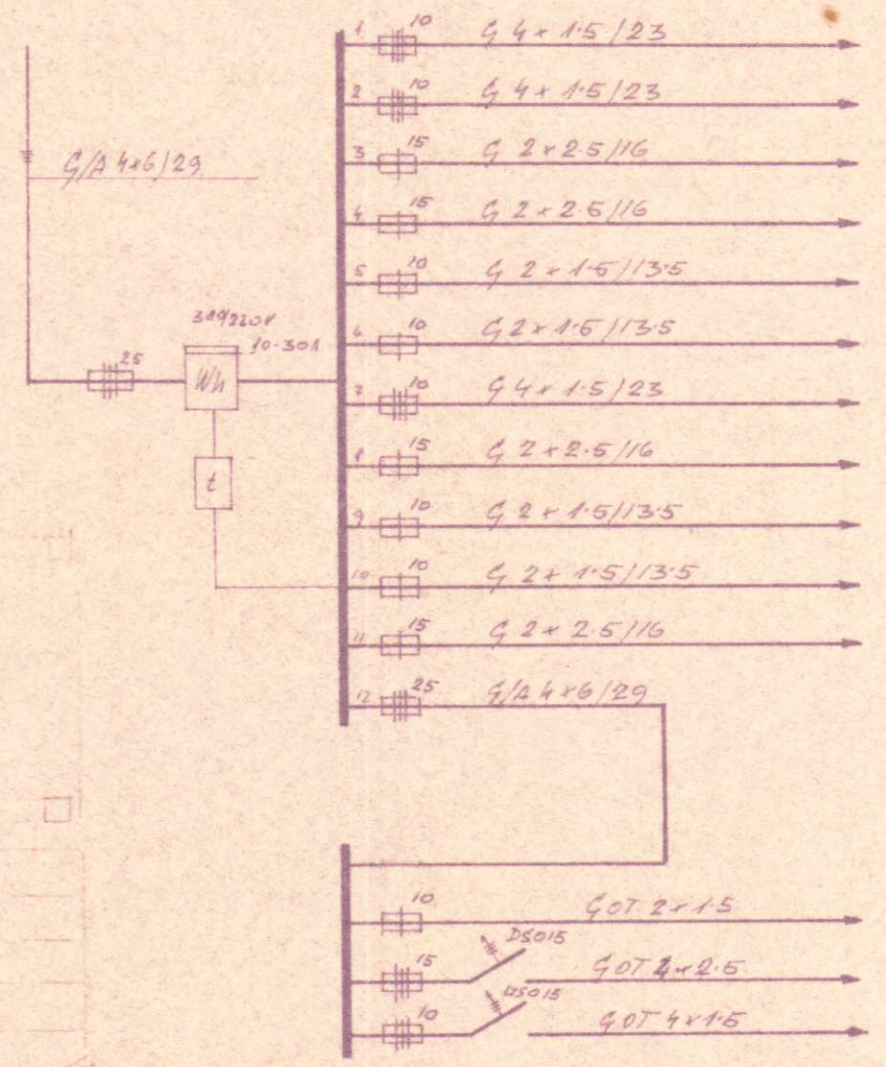 1 10 G 4×1·5/23
2 10 G 4×1·5/23
3 15 G 2×2·5/16
G/A 4×6/29
4 15 G 2×2·5/16
5 10 G 2×1·5/13·5
10-30A
6 10 G 2×1·5/13·5
25
Wh
7 10 G 4×1·5/23
8 15 G 2×2·5/16
t
9 10 G 2×1·5/13·5
10 10 G 2×1·5/13·5
11 15 G 2×2·5/16
12 25 G/A 4×6/29
10 GOT 2×1·5
DSO15
15 GOT 4×2·5
DSO15
10 GOT 4×1·5